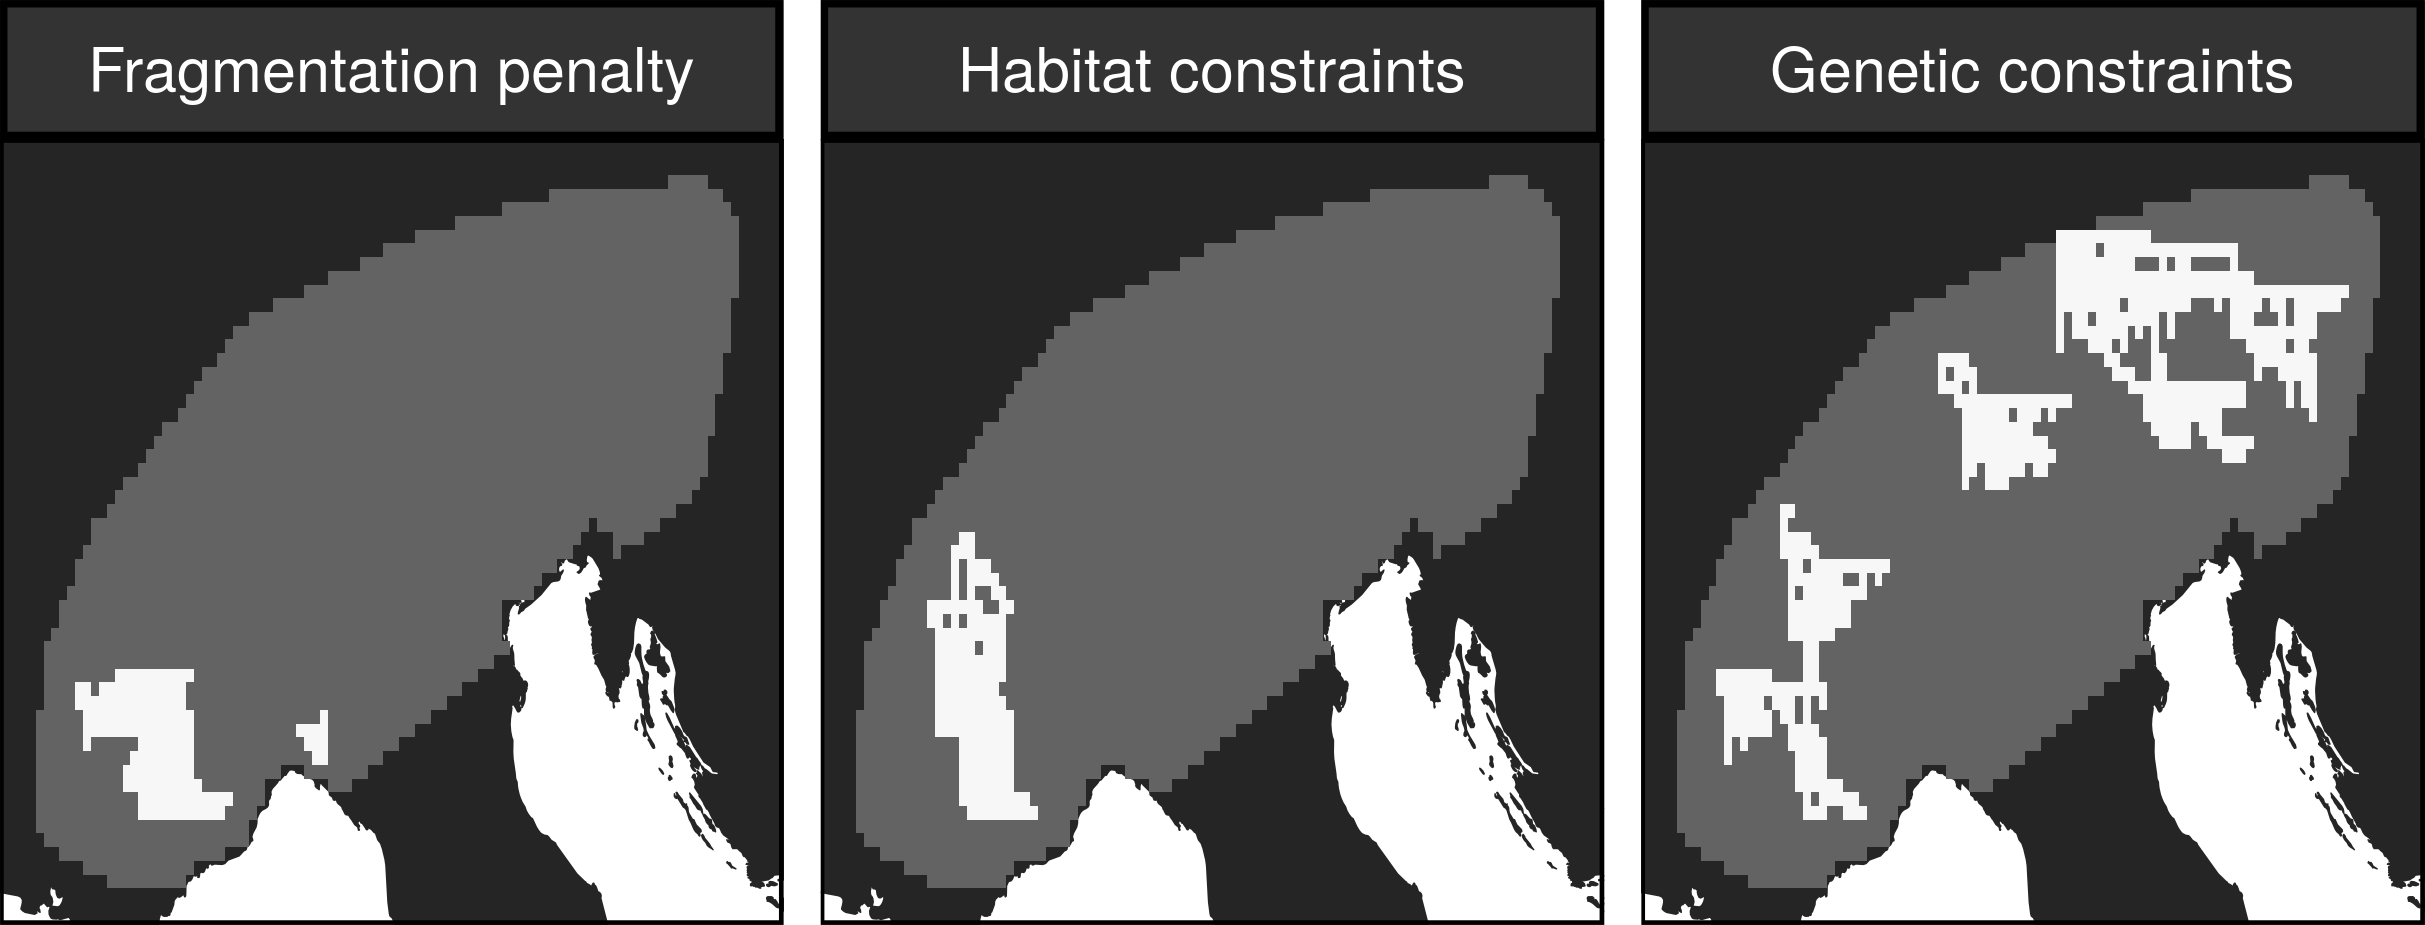 Fragmentation penalty
Habitat constraints
Genetic constraints